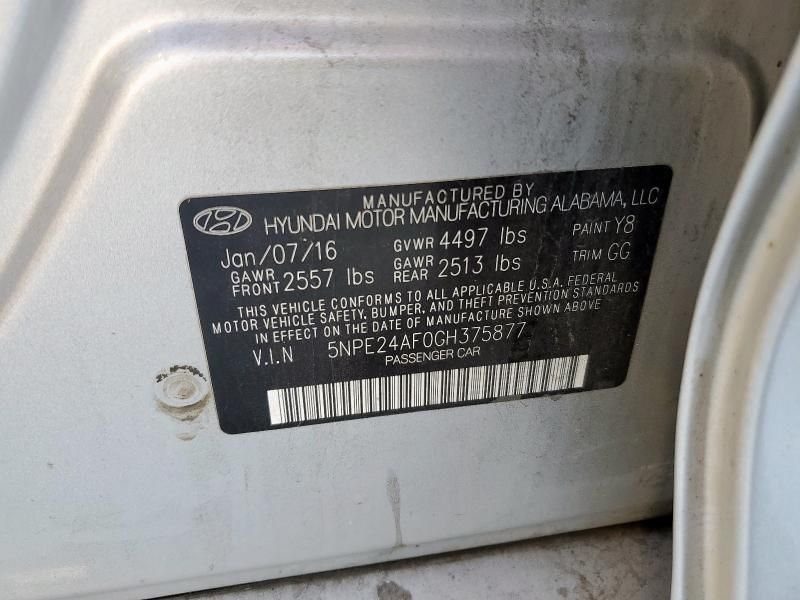 MANUFACTURED BY
HYUNDAI MOTOR MANUFACTURING ALABAMA, LLC
Jan/07/16 GVWR 4497 lbs PAINT Y8
GAWR FRONT 2557 lbs GAWR REAR 2513 lbs TRIM GG
THIS VEHICLE CONFORMS TO ALL APPLICABLE U.S.A. FEDERAL
MOTOR VEHICLE SAFETY, BUMPER, AND THEFT PREVENTION STANDARDS
IN EFFECT ON THE DATE OF MANUFACTURE SHOWN ABOVE
V.I.N 5NPE24AF0GH375877
PASSENGER CAR